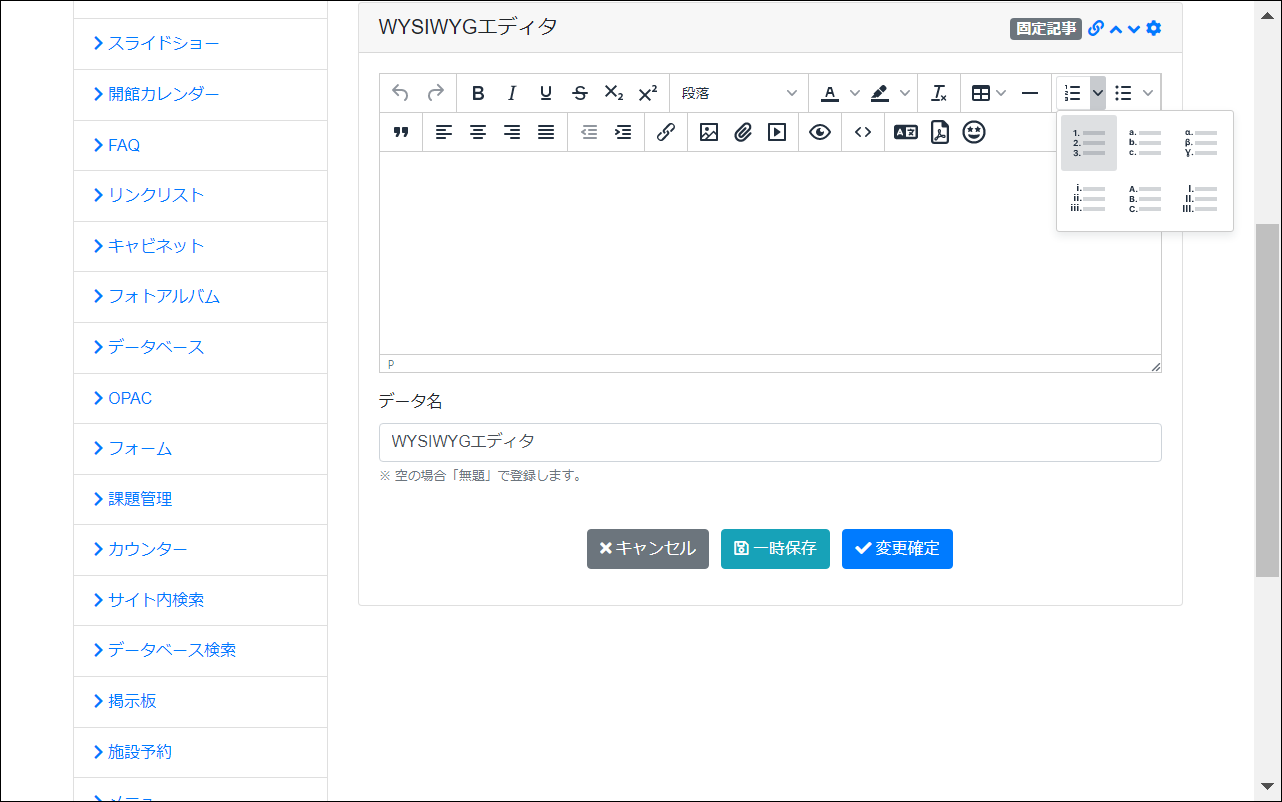 スライドショー
開館カレンダー
FAQ
リンクリスト
キャビネット
フォトアルバム
データベース
OPAC
フォーム
課題管理
カウンター
サイト内検索
データベース検索
掲示板
施設予約
WYSIWYGエディタ
固定記事
段落
1. 2. 3.
a. b. c.
α. β. γ.
i. ii. iii.
A. B. C.
I. II. III.
P
データ名
WYSIWYGエディタ
※ 空の場合「無題」で登録します。
キャンセル
一時保存
変更確定